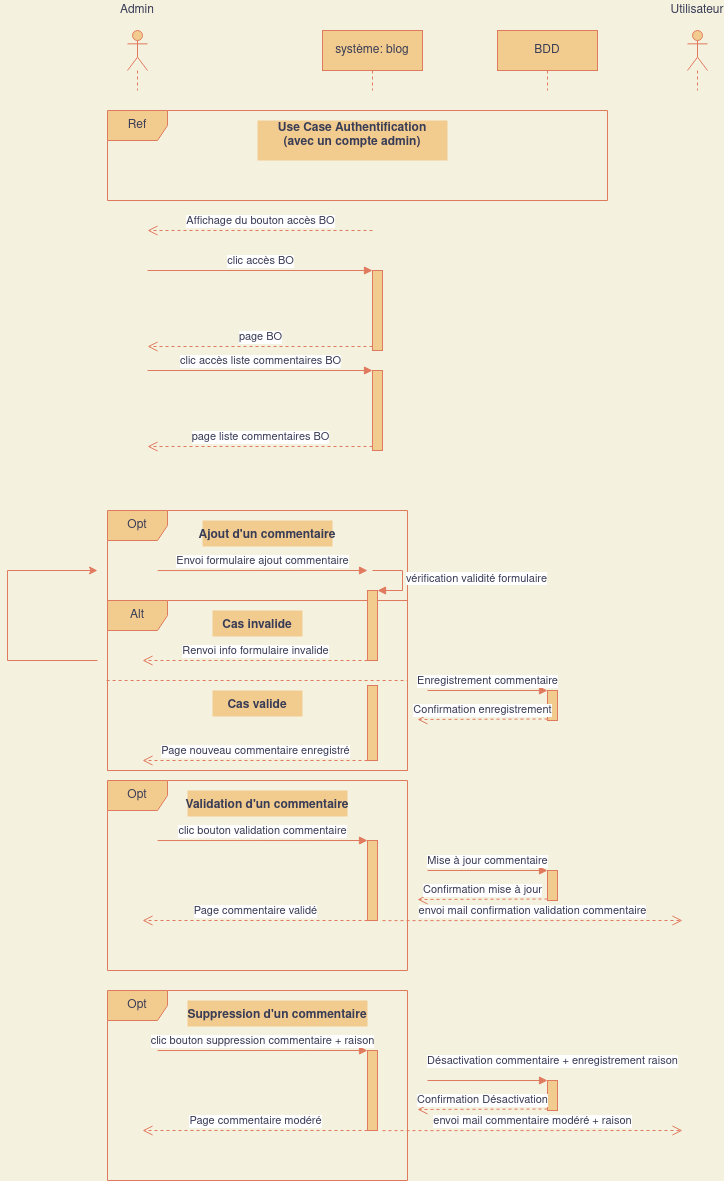 Admin
Utilisateur
système: blog
BDD
Ref
Use Case Authentification
(avec un compte admin)
Affichage du bouton accès BO
clic accès BO
page BO
clic accès liste commentaires BO
page liste commentaires BO
Opt
Ajout d'un commentaire
Envoi formulaire ajout commentaire
vérification validité formulaire
Alt
Cas invalide
Renvoi info formulaire invalide
Enregistrement commentaire
Cas valide
Confirmation enregistrement
Page nouveau commentaire enregistré
Opt
Validation d'un commentaire
clic bouton validation commentaire
Mise à jour commentaire
Confirmation mise à jour
Page commentaire validé
envoi mail confirmation validation commentaire
Opt
Suppression d'un commentaire
clic bouton suppression commentaire + raison
Désactivation commentaire + enregistrement raison
Confirmation Désactivation
Page commentaire modéré
envoi mail commentaire modéré + raison